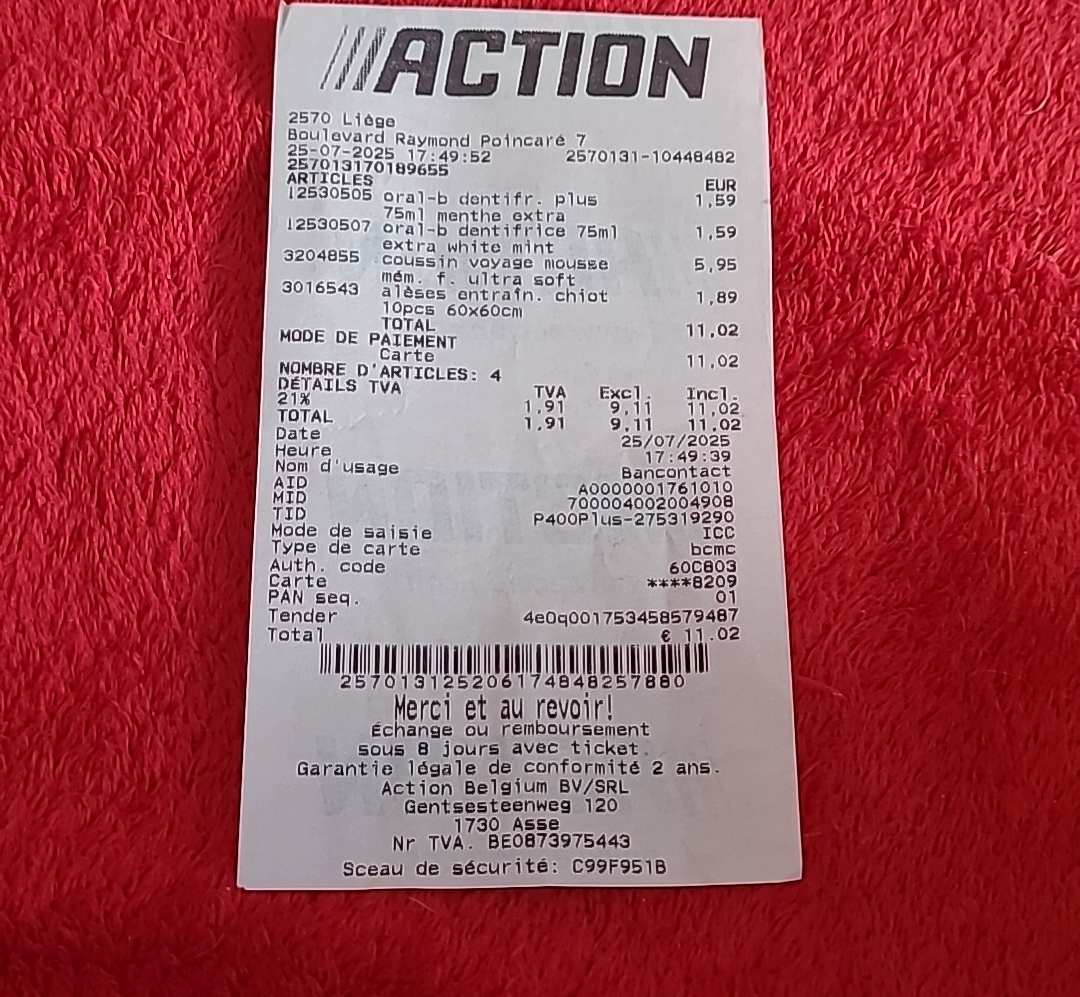 ACTION
2570 Liège
Boulevard Raymond Poincaré 7
25-07-2025 17:49:52 2570131-10448482
257013170189655
ARTICLES EUR
12530505 oral-b dentifr. plus 1,59
75ml menthe extra
12530507 oral-b dentifrice 75ml 1,59
extra white mint
3204855 coussin voyage mousse 5,95
mém. f. ultra soft
3016543 alèses entraîn. chiot 1,89
10pcs 60x60cm
TOTAL 11,02
MODE DE PAIEMENT
Carte 11,02
NOMBRE D'ARTICLES: 4
DÉTAILS TVA TVA Excl. Incl.
21% 1,91 9,11 11,02
TOTAL 1,91 9,11 11,02
Date 25/07/2025
Heure 17:49:39
Nom d'usage Bancontact
AID A0000001761010
MID 700004002004908
TID P400Plus-275319290
Mode de saisie ICC
Type de carte bcmc
Auth. code 60C803
Carte ****8209
PAN seq. 01
Tender 4e0q001753458579487
Total € 11.02
2570131252061748482578​80
Merci et au revoir!
Échange ou remboursement
sous 8 jours avec ticket.
Garantie légale de conformité 2 ans.
Action Belgium BV/SRL
Gentsesteenweg 120
1730 Asse
Nr TVA. BE0873975443
Sceau de sécurité: C99F951B